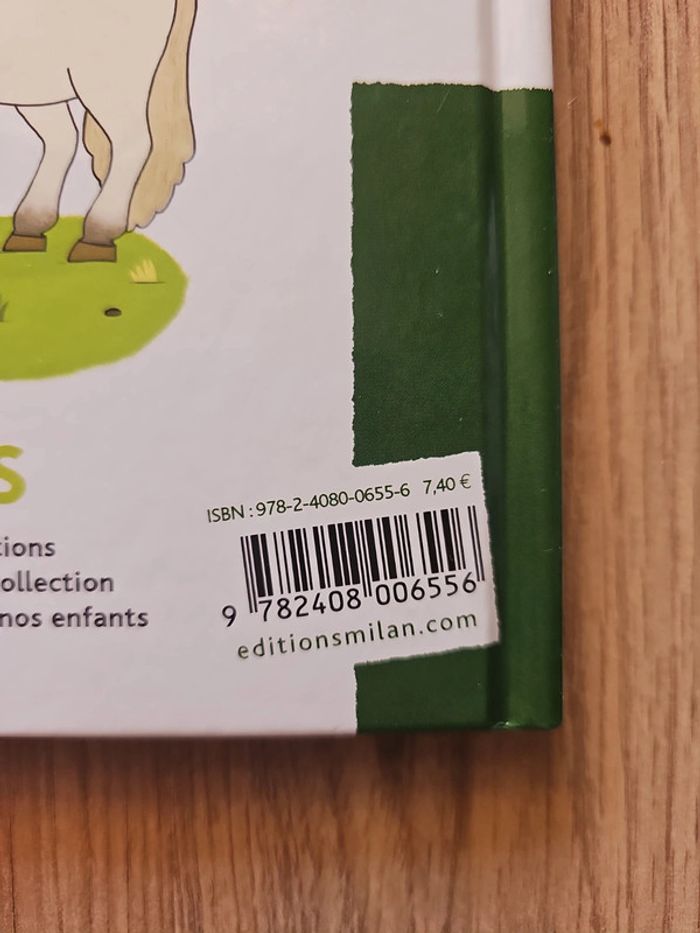 s
tions
ollection
nos enfants
ISBN : 978-2-4080-0655-6 7,40 €
9 782408 006556
editionsmilan.com